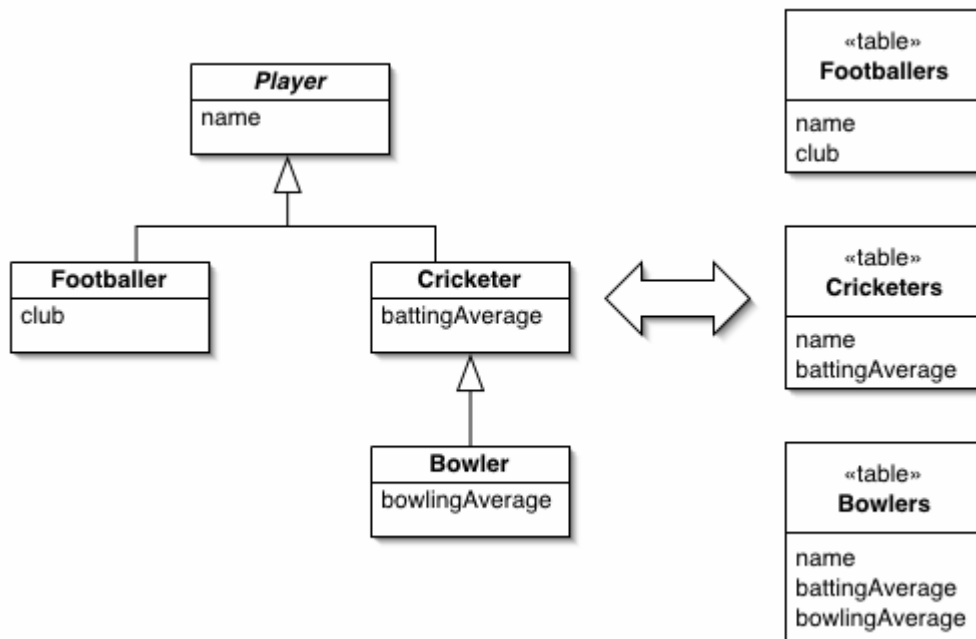 Player
name
Footballer
club
Cricketer
battingAverage
Bowler
bowlingAverage
«table»
Footballers
name
club
«table»
Cricketers
name
battingAverage
«table»
Bowlers
name
battingAverage
bowlingAverage